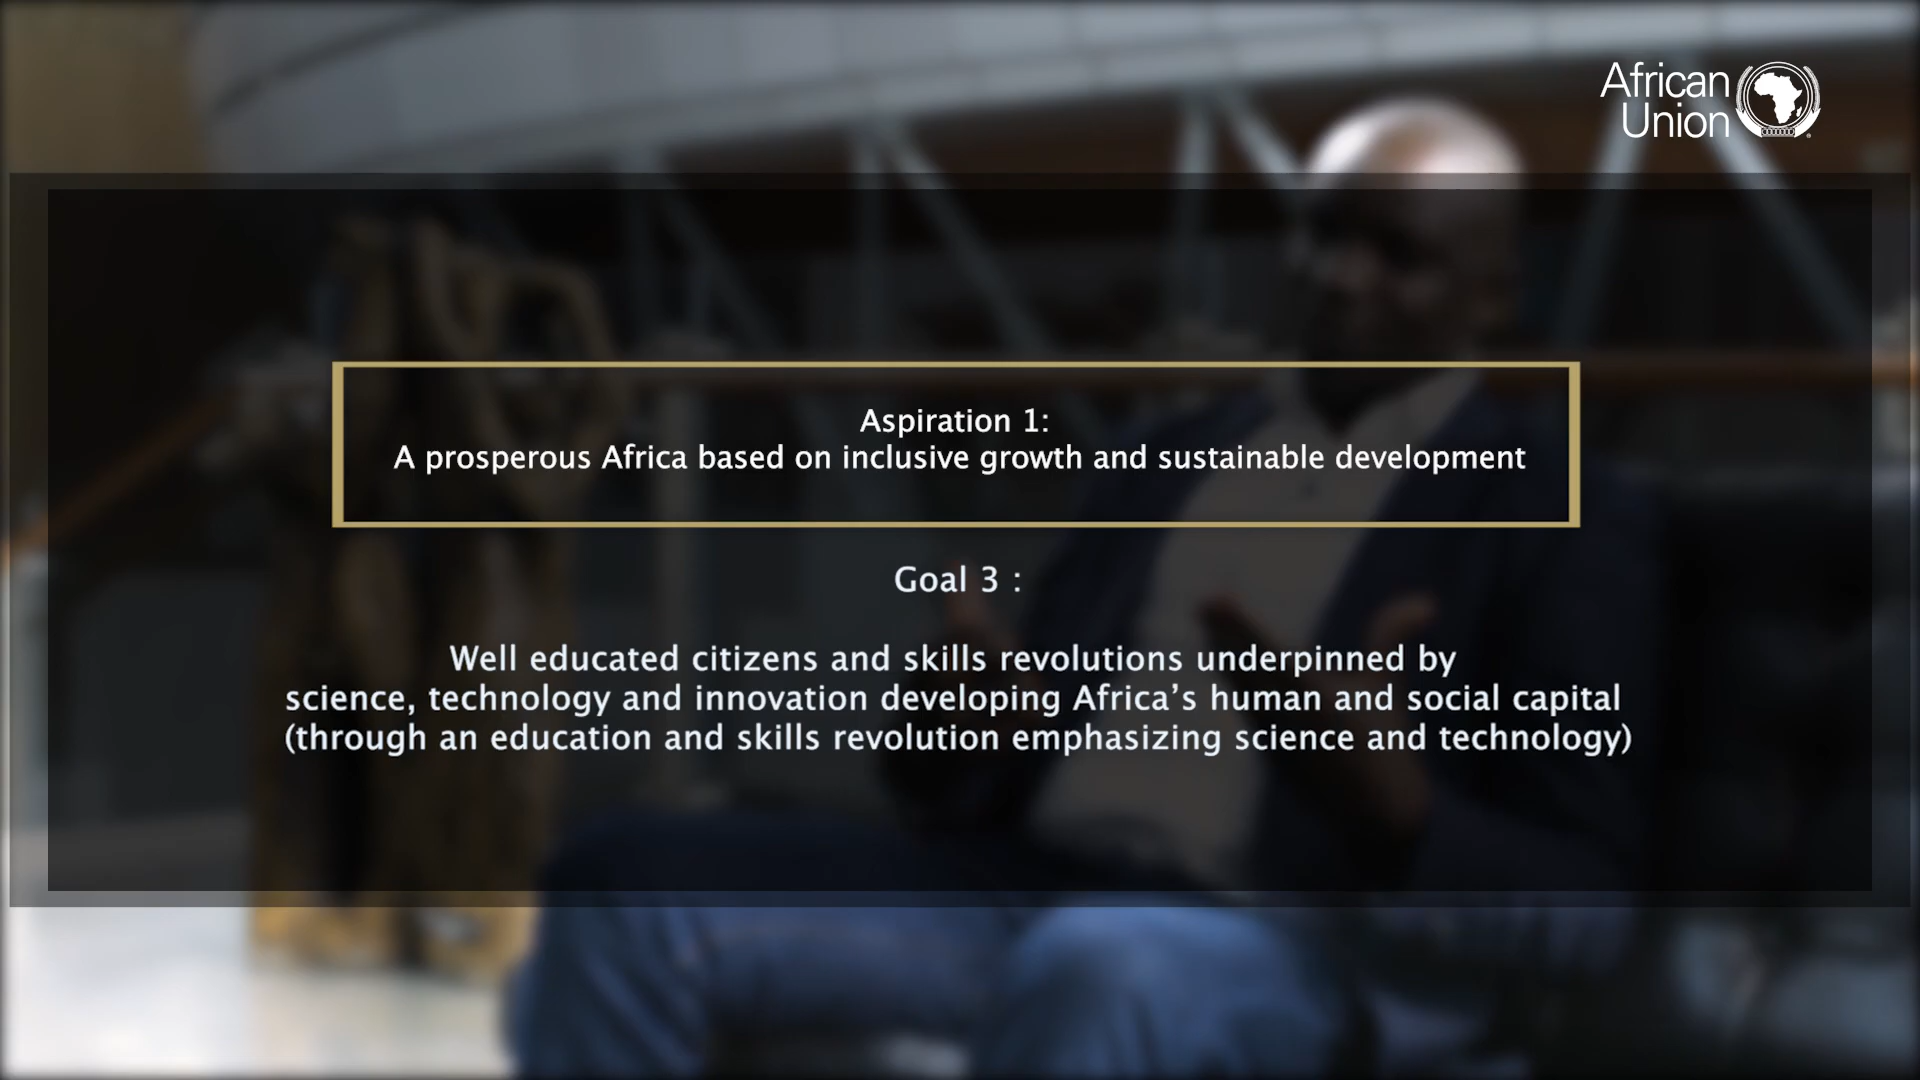 African
Union
Aspiration 1:
A prosperous Africa based on inclusive growth and sustainable development
Goal 3 :
Well educated citizens and skills revolutions underpinned by
science, technology and innovation developing Africa’s human and social capital
(through an education and skills revolution emphasizing science and technology)